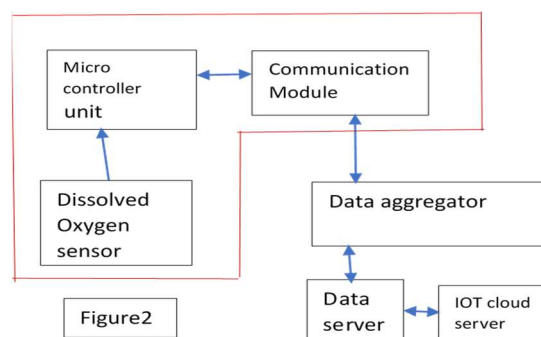 Micro
controller
unit
Communication
Module
Dissolved
Oxygen
sensor
Data aggregator
Data
server
IOT cloud
server
Figure2